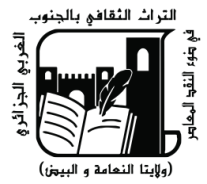 التراث الثقافي بالجنوب
الغربي الجزائري
في ضوء النقد المعاصر
(ولايتا النعامة و البيض)